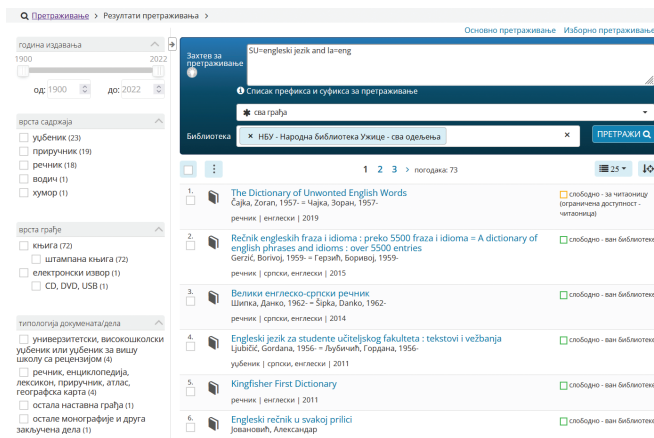 Претраживање > Резултати претраживања >
Основно претраживање Изборно претраживање
година издавања
1900 2022
од: 1900 до: 2022
врста садржаја
уџбеник (23)
приручник (19)
речник (18)
водич (1)
хумор (1)
врста грађе
књига (72)
штампана књига (72)
електронски извор (1)
CD, DVD, USB (1)
типологија докумената/дела
универзитетски, високошколски
уџбеник или уџбеник за вишу
школу са рецензијом (4)
речник, енциклопедија,
лексикон, приручник, атлас,
географска карта (4)
остала наставна грађа (1)
остале монографије и друга
закључена дела (1)
Захтев за
претраживање
SU=engleski jezik and la=eng
Списак префикса и суфикса за претраживање
сва грађа
Библиотека × НБУ - Народна библиотека Ужице - сва одељења × ПРЕТРАЖИ
1 2 3 > погодака: 73 25
1. The Dictionary of Unwonted English Words
Čajka, Zoran, 1957- = Чајка, Зоран, 1957-
речник | енглески | 2019
слободно - за читаоницу
(ограничена доступност -
читаоница)
2. Rečnik engleskih fraza i idioma : preko 5500 fraza i idioma = A dictionary of
english phrases and idioms : over 5500 entries
Gerzić, Borivoj, 1959- = Герзић, Боривој, 1959-
речник | српски, енглески | 2015
слободно - ван библиотеке
3. Велики енглеско-српски речник
Шипка, Данко, 1962- = Šipka, Danko, 1962-
речник | српски, енглески | 2014
слободно - ван библиотеке
4. Engleski jezik za studente učiteljskog fakulteta : tekstovi i vežbanja
Ljubičić, Gordana, 1956- = Љубичић, Гордана, 1956-
уџбеник | српски, енглески | 2011
слободно - ван библиотеке
5. Kingfisher First Dictionary
речник | енглески | 2011
слободно - ван библиотеке
6. Engleski rečnik u svakoj prilici
Јовановић, Александар
слободно - ван библиотеке